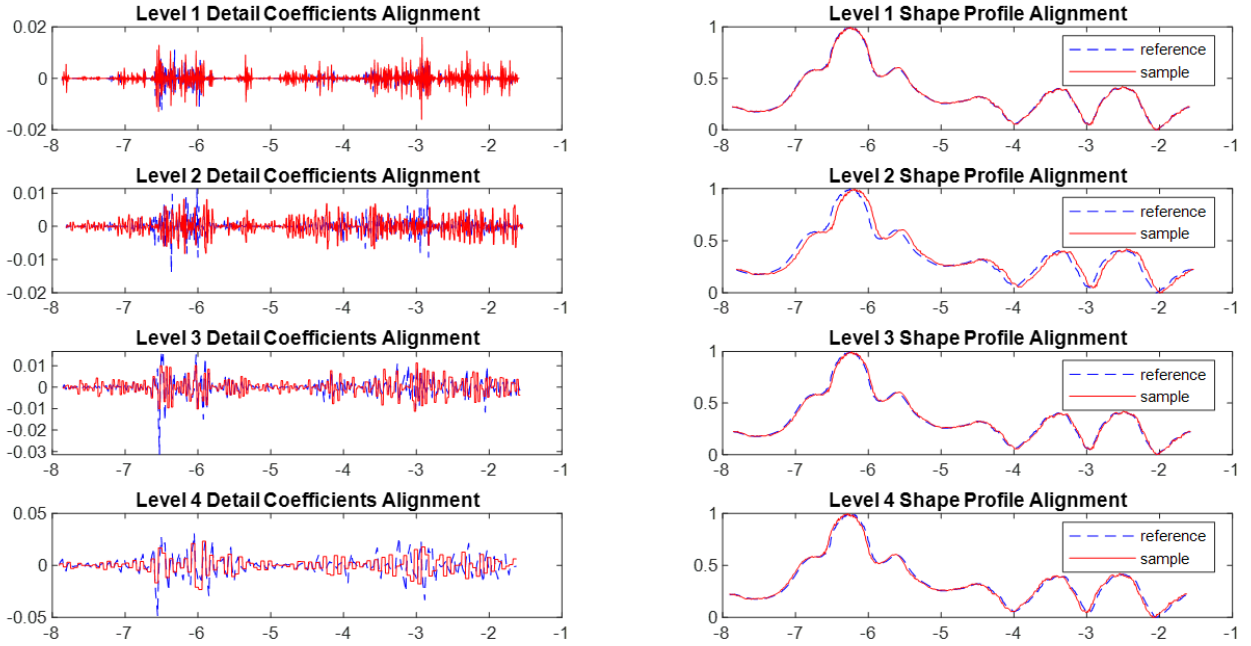 Level 1 Detail Coefficients Alignment
0.02
0
-0.02
-8 -7 -6 -5 -4 -3 -2 -1
Level 1 Shape Profile Alignment
1
0.5
0
-8 -7 -6 -5 -4 -3 -2 -1
reference
sample
Level 2 Detail Coefficients Alignment
0.01
0
-0.01
-0.02
-8 -7 -6 -5 -4 -3 -2 -1
Level 2 Shape Profile Alignment
1
0.5
0
-8 -7 -6 -5 -4 -3 -2 -1
reference
sample
Level 3 Detail Coefficients Alignment
0.01
0
-0.01
-0.02
-0.03
-8 -7 -6 -5 -4 -3 -2 -1
Level 3 Shape Profile Alignment
1
0.5
0
-8 -7 -6 -5 -4 -3 -2 -1
reference
sample
Level 4 Detail Coefficients Alignment
0.05
0
-0.05
-8 -7 -6 -5 -4 -3 -2 -1
Level 4 Shape Profile Alignment
1
0.5
0
-8 -7 -6 -5 -4 -3 -2 -1
reference
sample